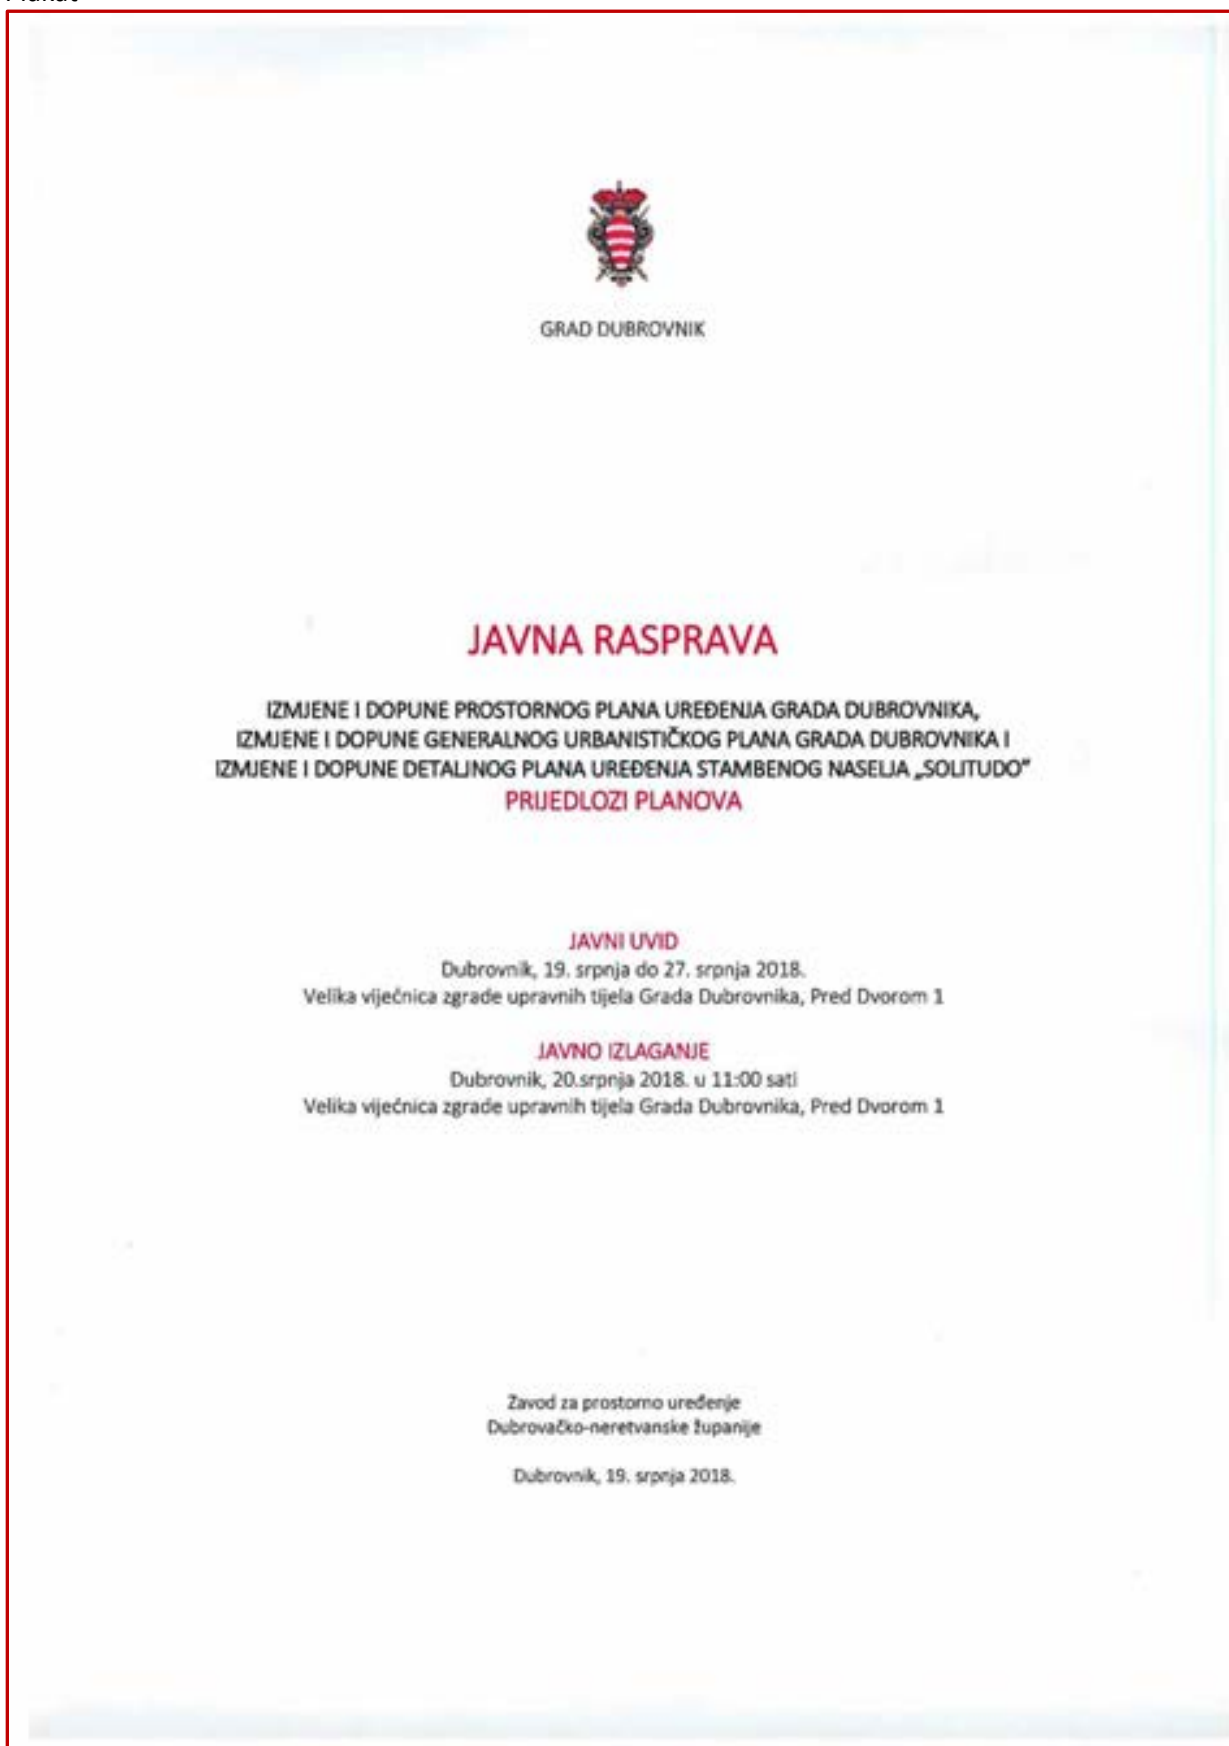 Plakat
GRAD DUBROVNIK
JAVNA RASPRAVA
IZMJENE I DOPUNE PROSTORNOG PLANA UREĐENJA GRADA DUBROVNIKA,
IZMJENE I DOPUNE GENERALNOG URBANISTIČKOG PLANA GRADA DUBROVNIKA I
IZMJENE I DOPUNE DETALJNOG PLANA UREĐENJA STAMBENOG NASELJA „SOLITUDO"
PRIJEDLOZI PLANOVA
JAVNI UVID
Dubrovnik, 19. srpnja do 27. srpnja 2018.
Velika vijećnica zgrade upravnih tijela Grada Dubrovnika, Pred Dvorom 1
JAVNO IZLAGANJE
Dubrovnik, 20.srpnja 2018. u 11:00 sati
Velika vijećnica zgrade upravnih tijela Grada Dubrovnika, Pred Dvorom 1
Zavod za prostorno uređenje
Dubrovačko-neretvanske županije
Dubrovnik, 19. srpnja 2018.